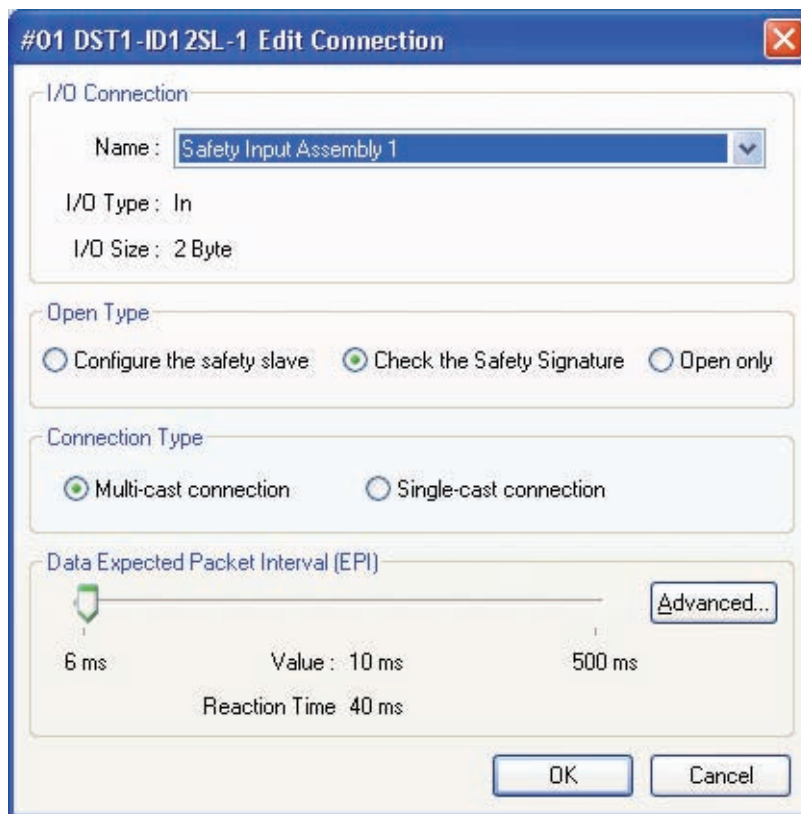 #01 DST1-ID12SL-1 Edit Connection
I/O Connection
Name : Safety Input Assembly 1
I/O Type : In
I/O Size : 2 Byte
Open Type
Configure the safety slave Check the Safety Signature Open only
Connection Type
Multi-cast connection Single-cast connection
Data Expected Packet Interval (EPI)
Advanced...
6 ms Value : 10 ms 500 ms
Reaction Time 40 ms
OK Cancel